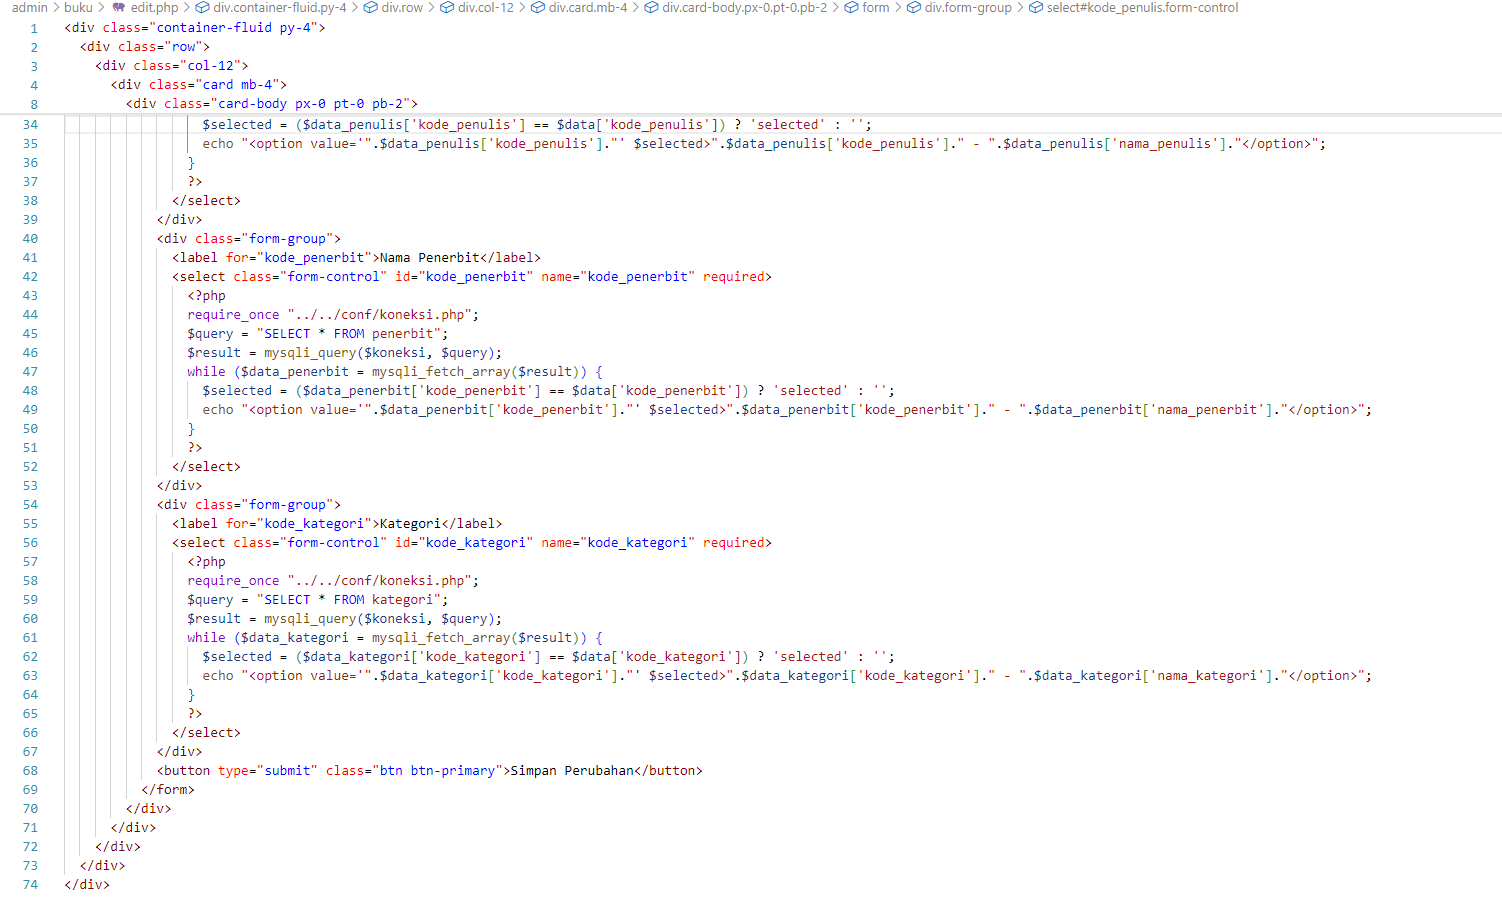 admin > buku > edit.php > div.container-fluid.py-4 > div.row > div.col-12 > div.card.mb-4 > div.card-body.px-0.pt-0.pb-2 > form > div.form-group > select#kode_penulis.form-control
1 <div class="container-fluid py-4">
2 <div class="row">
3 <div class="col-12">
4 <div class="card mb-4">
8 <div class="card-body px-0 pt-0 pb-2">
34 $selected = ($data_penulis['kode_penulis'] == $data['kode_penulis']) ? 'selected' : '';
35 echo "<option value='".$data_penulis['kode_penulis']."' $selected>".$data_penulis['kode_penulis']." - ".$data_penulis['nama_penulis']."</option>";
36 }
37 ?>
38 </select>
39 </div>
40 <div class="form-group">
41 <label for="kode_penerbit">Nama Penerbit</label>
42 <select class="form-control" id="kode_penerbit" name="kode_penerbit" required>
43 <?php
44 require_once "../../conf/koneksi.php";
45 $query = "SELECT * FROM penerbit";
46 $result = mysqli_query($koneksi, $query);
47 while ($data_penerbit = mysqli_fetch_array($result)) {
48 $selected = ($data_penerbit['kode_penerbit'] == $data['kode_penerbit']) ? 'selected' : '';
49 echo "<option value='".$data_penerbit['kode_penerbit']."' $selected>".$data_penerbit['kode_penerbit']." - ".$data_penerbit['nama_penerbit']."</option>";
50 }
51 ?>
52 </select>
53 </div>
54 <div class="form-group">
55 <label for="kode_kategori">Kategori</label>
56 <select class="form-control" id="kode_kategori" name="kode_kategori" required>
57 <?php
58 require_once "../../conf/koneksi.php";
59 $query = "SELECT * FROM kategori";
60 $result = mysqli_query($koneksi, $query);
61 while ($data_kategori = mysqli_fetch_array($result)) {
62 $selected = ($data_kategori['kode_kategori'] == $data['kode_kategori']) ? 'selected' : '';
63 echo "<option value='".$data_kategori['kode_kategori']."' $selected>".$data_kategori['kode_kategori']." - ".$data_kategori['nama_kategori']."</option>";
64 }
65 ?>
66 </select>
67 </div>
68 <button type="submit" class="btn btn-primary">Simpan Perubahan</button>
69 </form>
70 </div>
71 </div>
72 </div>
73 </div>
74 </div>